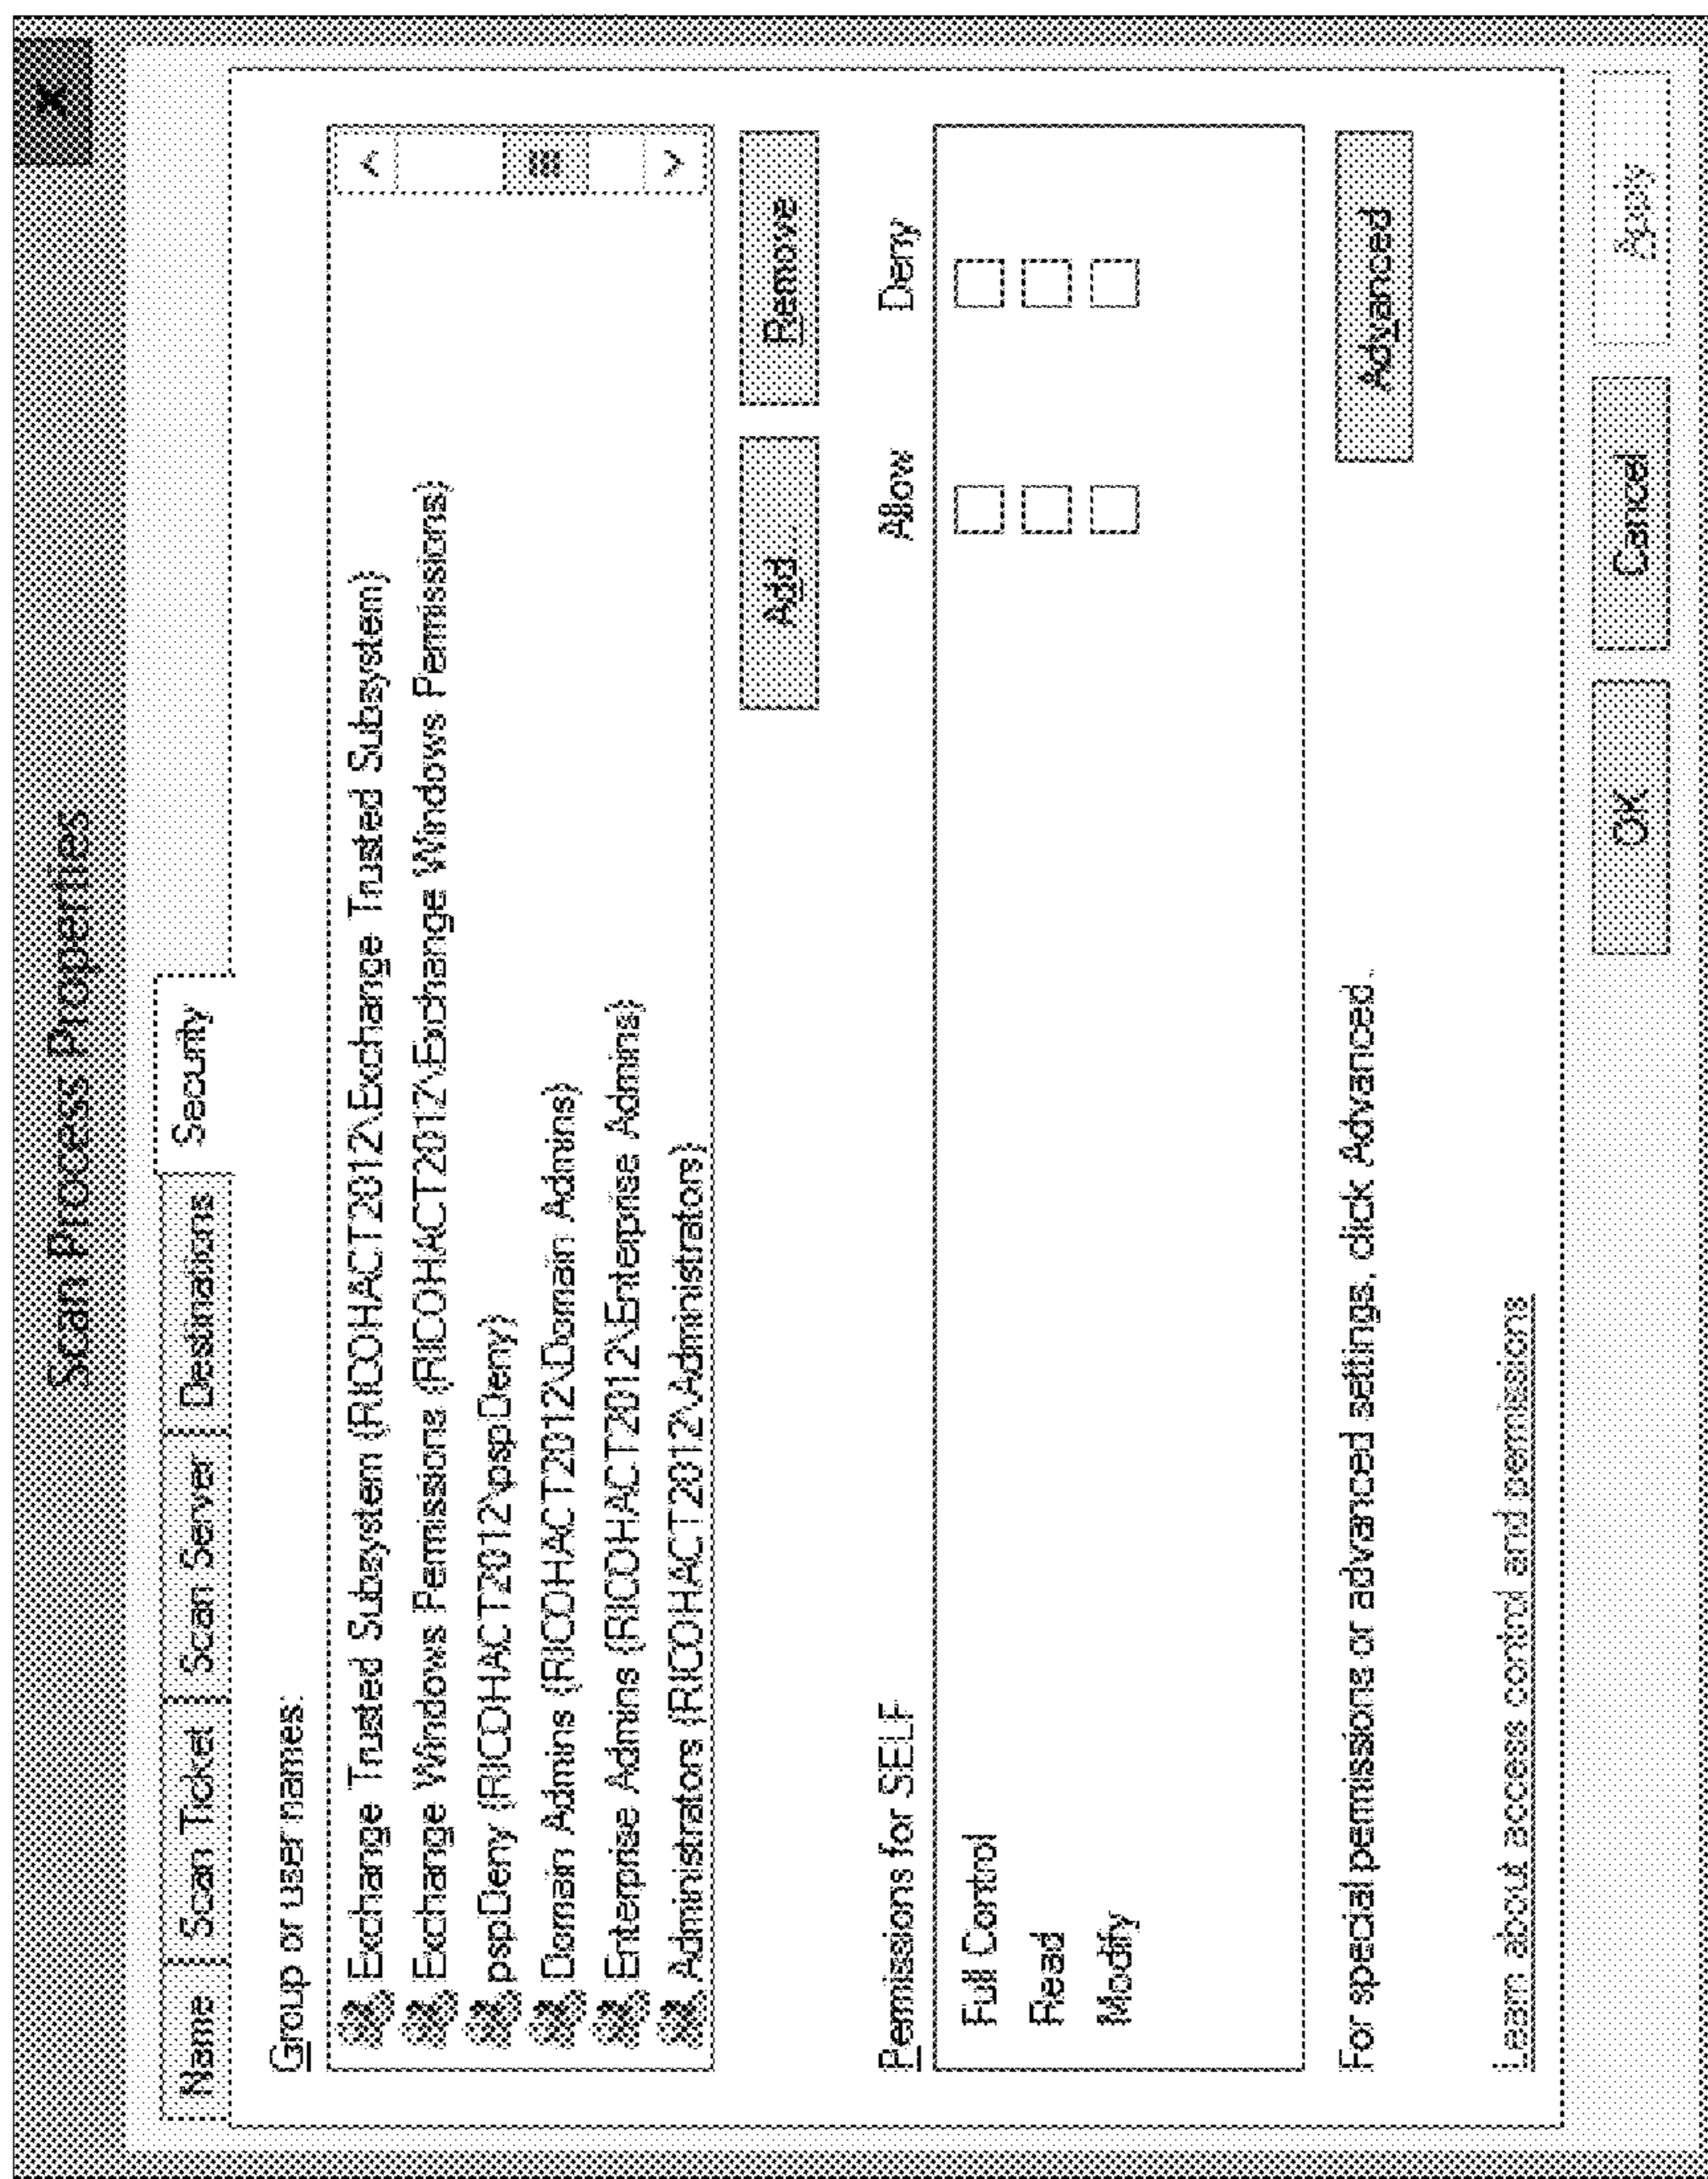 Scan Process Properties
X
Name Scan Ticket Scan Server Destinations Security
Group or user names:
Exchange Trusted Subsystem (RICOHACT2012\Exchange Trusted Subsystem)
Exchange Windows Permissions (RICOHACT2012\Exchange Windows Permissions)
pspDeny (RICOHACT2012\pspDeny)
Domain Admins (RICOHACT2012\Domain Admins)
Enterprise Admins (RICOHACT2012\Enterprise Admins)
Administrators (RICOHACT2012\Administrators)
Add... Remove
Permissions for SELF Allow Deny
Full Control
Read
Modify
For special permissions or advanced settings, click Advanced.
Advanced
Learn about access control and permissions
OK Cancel Apply